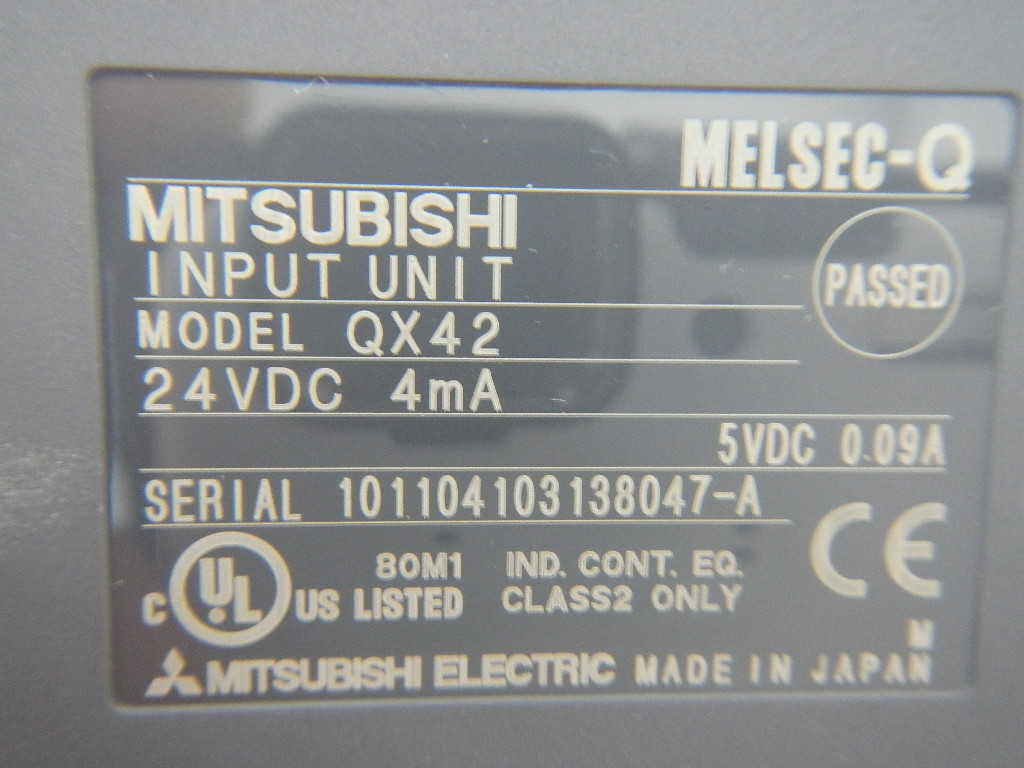 MELSEC-Q
MITSUBISHI
INPUT UNIT
PASSED
MODEL QX42
24VDC 4mA
5VDC 0.09A
SERIAL 101104103138047-A
80M1 IND. CONT. EQ.
C UL US LISTED CLASS2 ONLY
CE
M
MITSUBISHI ELECTRIC MADE IN JAPAN